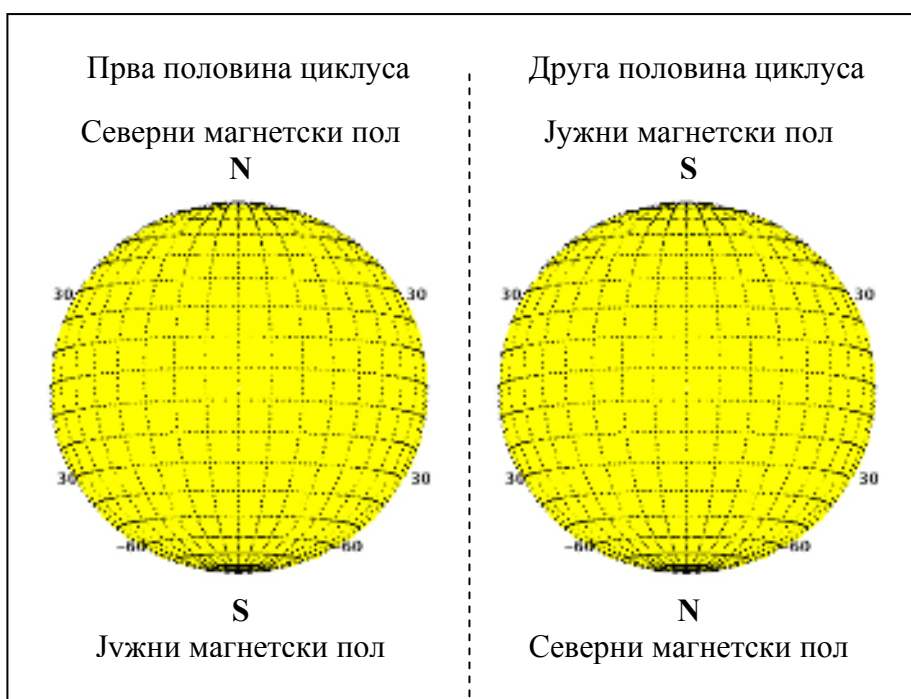 Прва половина циклуса
Северни магнетски пол
N
30 30
30 30
-60 -60
S
Јужни магнетски пол
Друга половина циклуса
Јужни магнетски пол
S
30 30
30 30
-60 -60
N
Северни магнетски пол